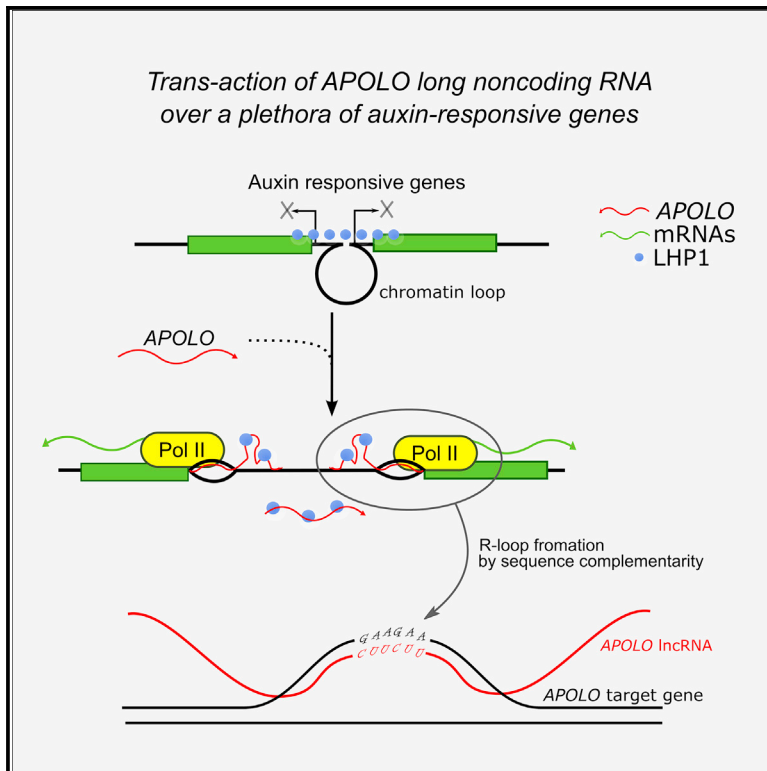 Trans-action of APOLO long noncoding RNA
over a plethora of auxin-responsive genes
Auxin responsive genes
X
X
APOLO
mRNAs
LHP1
chromatin loop
APOLO
Pol II
Pol II
R-loop fromation
by sequence complementarity
GAAGAA
CUUCUU
APOLO lncRNA
APOLO target gene